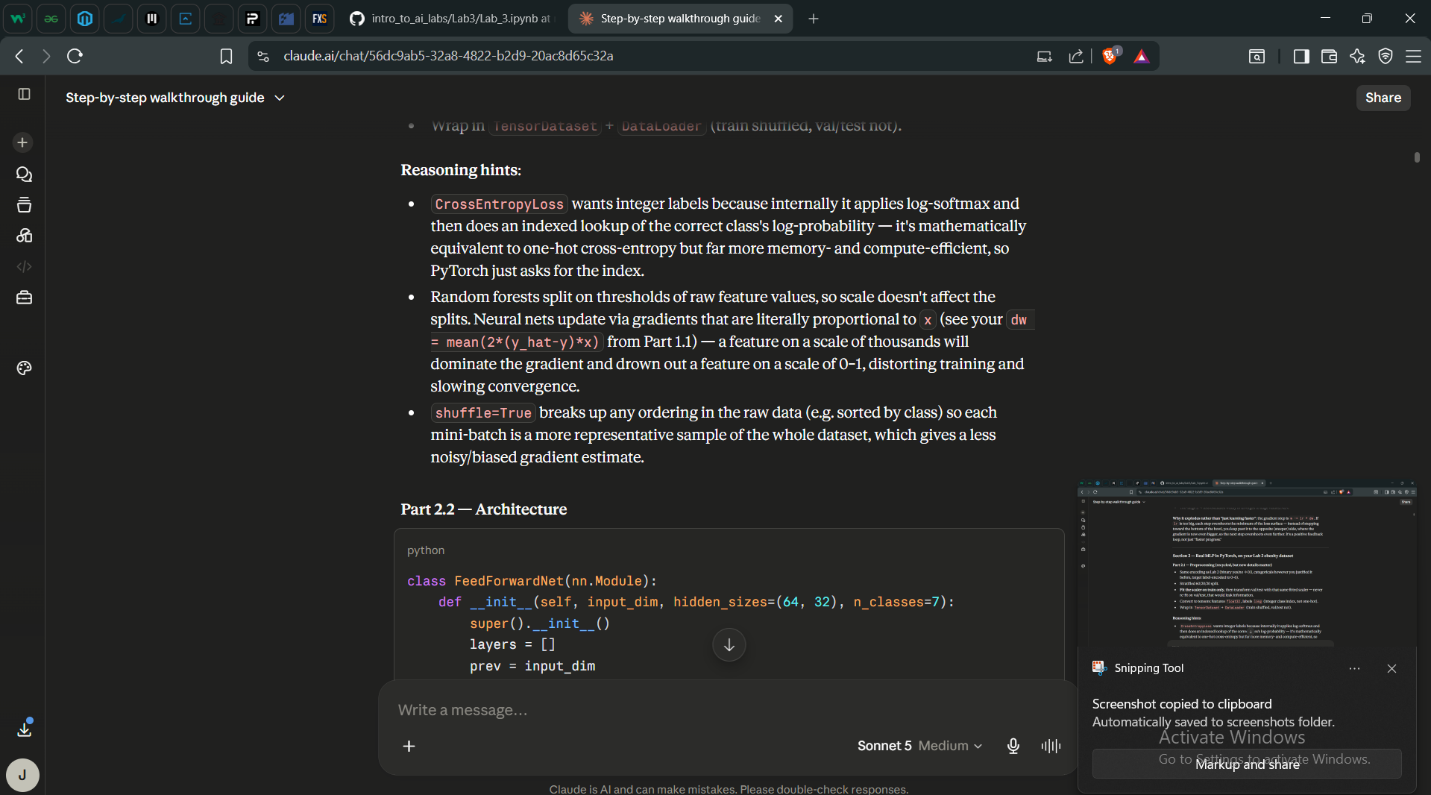 FXS
intro_to_ai_labs/Lab3/Lab_3.ipynb at
Step-by-step walkthrough guide
claude.ai/chat/56dc9ab5-32a8-4822-b2d9-20ac8d65c32a
1
Step-by-step walkthrough guide
Share
Wrap in TensorDataset + DataLoader (train shuffled, val/test not).
Reasoning hints:
CrossEntropyLoss wants integer labels because internally it applies log-softmax and
then does an indexed lookup of the correct class's log-probability — it's mathematically
equivalent to one-hot cross-entropy but far more memory- and compute-efficient, so
PyTorch just asks for the index.
Random forests split on thresholds of raw feature values, so scale doesn't affect the
splits. Neural nets update via gradients that are literally proportional to x (see your dw
= mean(2*(y_hat-y)*x) from Part 1.1) — a feature on a scale of thousands will
dominate the gradient and drown out a feature on a scale of 0–1, distorting training and
slowing convergence.
shuffle=True breaks up any ordering in the raw data (e.g. sorted by class) so each
mini-batch is a more representative sample of the whole dataset, which gives a less
noisy/biased gradient estimate.
Part 2.2 — Architecture
python
class FeedForwardNet(nn.Module):
def __init__(self, input_dim, hidden_sizes=(64, 32), n_classes=7):
super().__init__()
layers = []
prev = input_dim
Write a message…
Sonnet 5 Medium
Claude is AI and can make mistakes. Please double-check responses.
J
Snipping Tool
Screenshot copied to clipboard
Automatically saved to screenshots folder.
Activate Windows
Go to Settings to activate Windows.
Markup and share